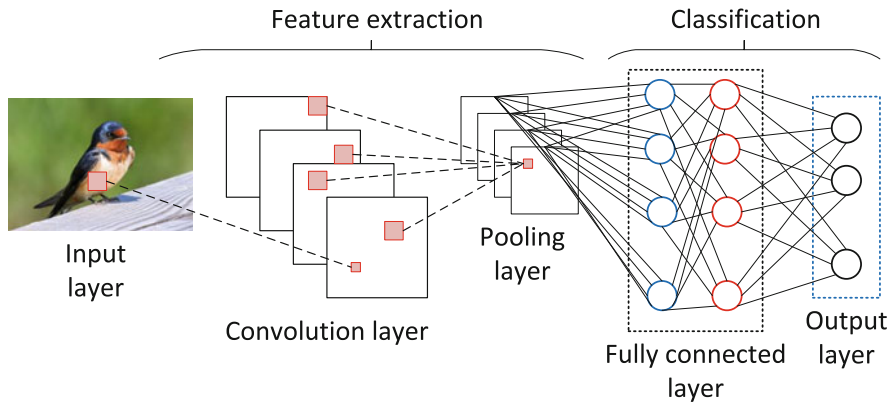 Feature extraction
Classification
Input
layer
Convolution layer
Pooling
layer
Fully connected
layer
Output
layer